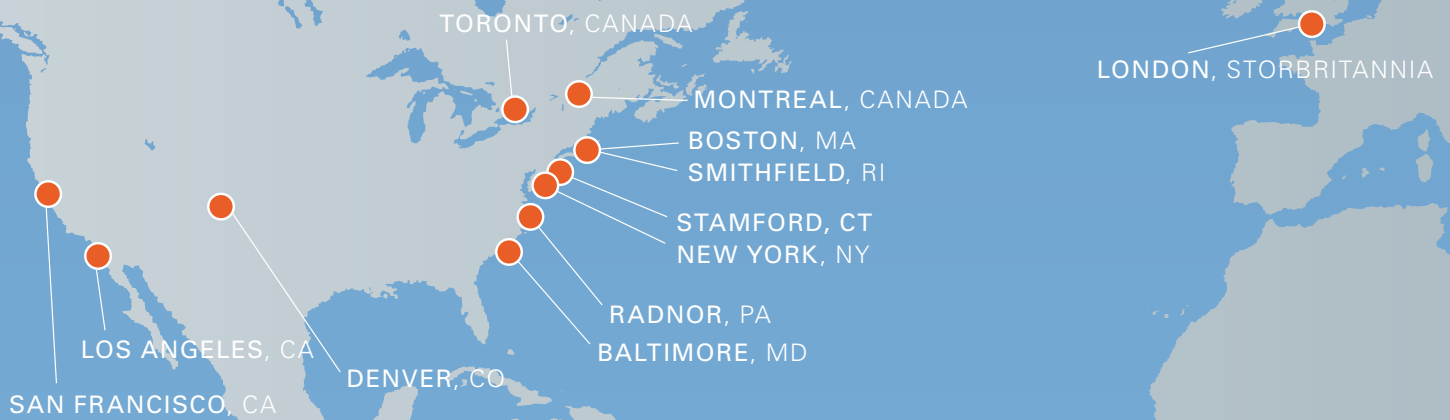 TORONTO, CANADA
LONDON, STORBRITANNIA
MONTREAL, CANADA
BOSTON, MA
SMITHFIELD, RI
STAMFORD, CT
NEW YORK, NY
RADNOR, PA
LOS ANGELES, CA
BALTIMORE, MD
DENVER, CO
SAN FRANCISCO, CA